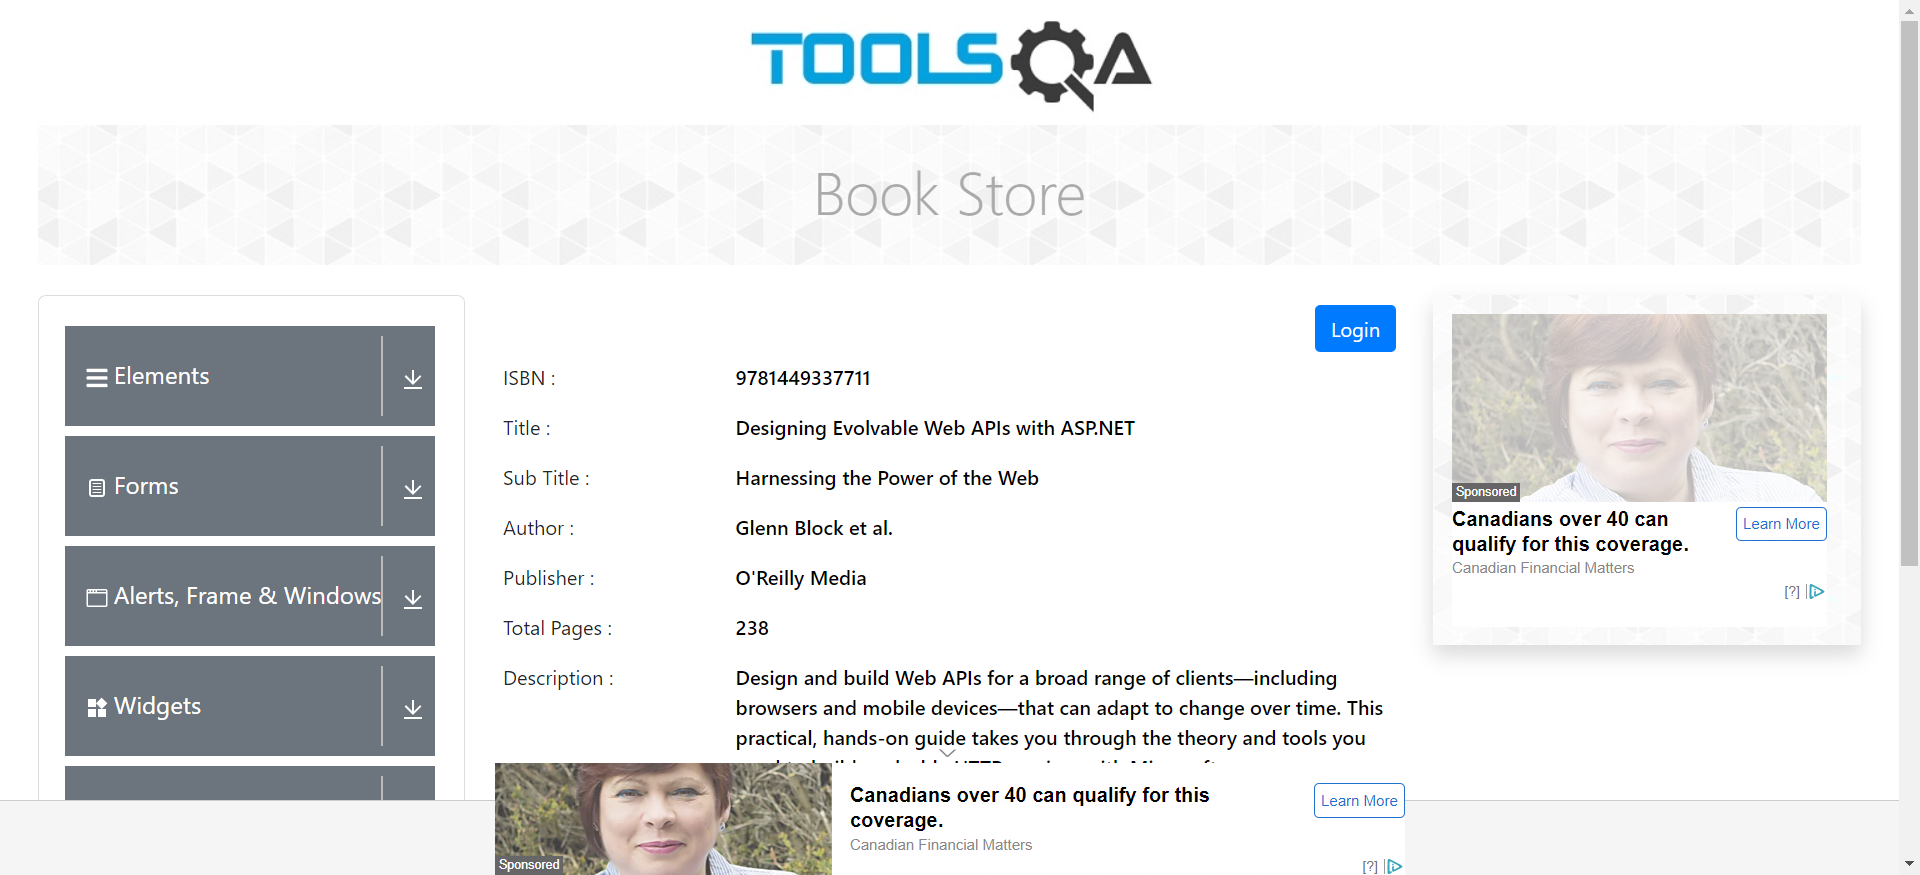 TOOLSQA
Book Store
Elements
Forms
Alerts, Frame & Windows
Widgets
Login
ISBN : 9781449337711
Title : Designing Evolvable Web APIs with ASP.NET
Sub Title : Harnessing the Power of the Web
Author : Glenn Block et al.
Publisher : O'Reilly Media
Total Pages : 238
Description : Design and build Web APIs for a broad range of clients—including
browsers and mobile devices—that can adapt to change over time. This
practical, hands-on guide takes you through the theory and tools you
Sponsored
Canadians over 40 can
qualify for this coverage.
Learn More
Canadian Financial Matters
[?]
Sponsored
Canadians over 40 can qualify for this
coverage.
Learn More
Canadian Financial Matters
[?]